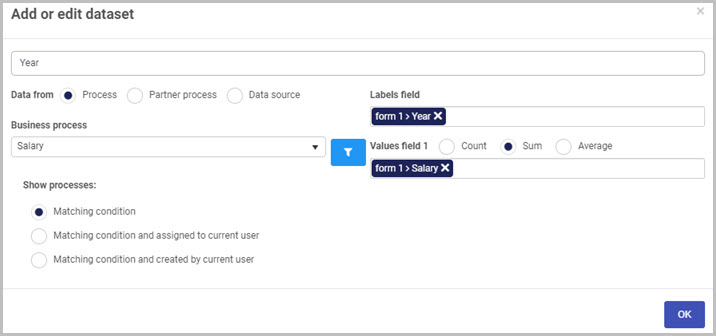 Add or edit dataset
×
Year
Data from Process Partner process Data source
Labels field
form 1 > Year ✕
Business process
Salary
Values field 1 Count Sum Average
form 1 > Salary ✕
Show processes:
Matching condition
Matching condition and assigned to current user
Matching condition and created by current user
OK